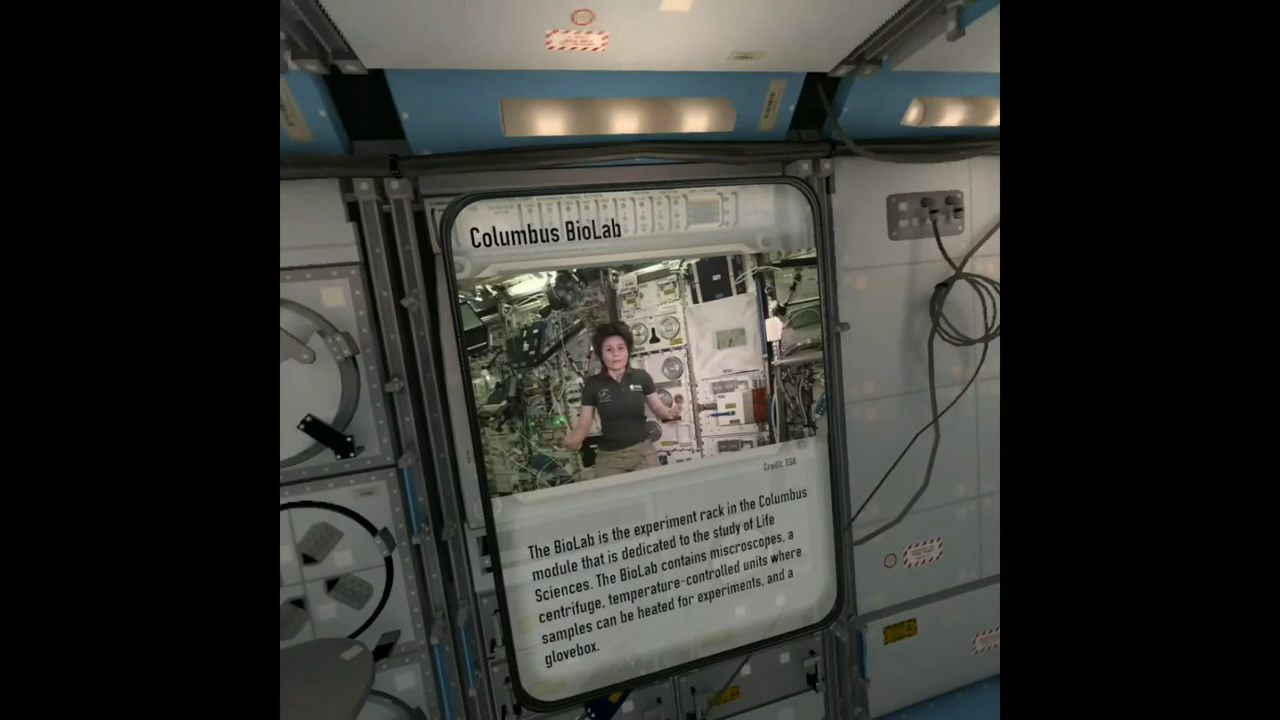 Columbus BioLab
Credit: ESA
The BioLab is the experiment rack in the Columbus
module that is dedicated to the study of Life
Sciences. The BioLab contains miscroscopes, a
centrifuge, temperature-controlled units where
samples can be heated for experiments, and a
glovebox.